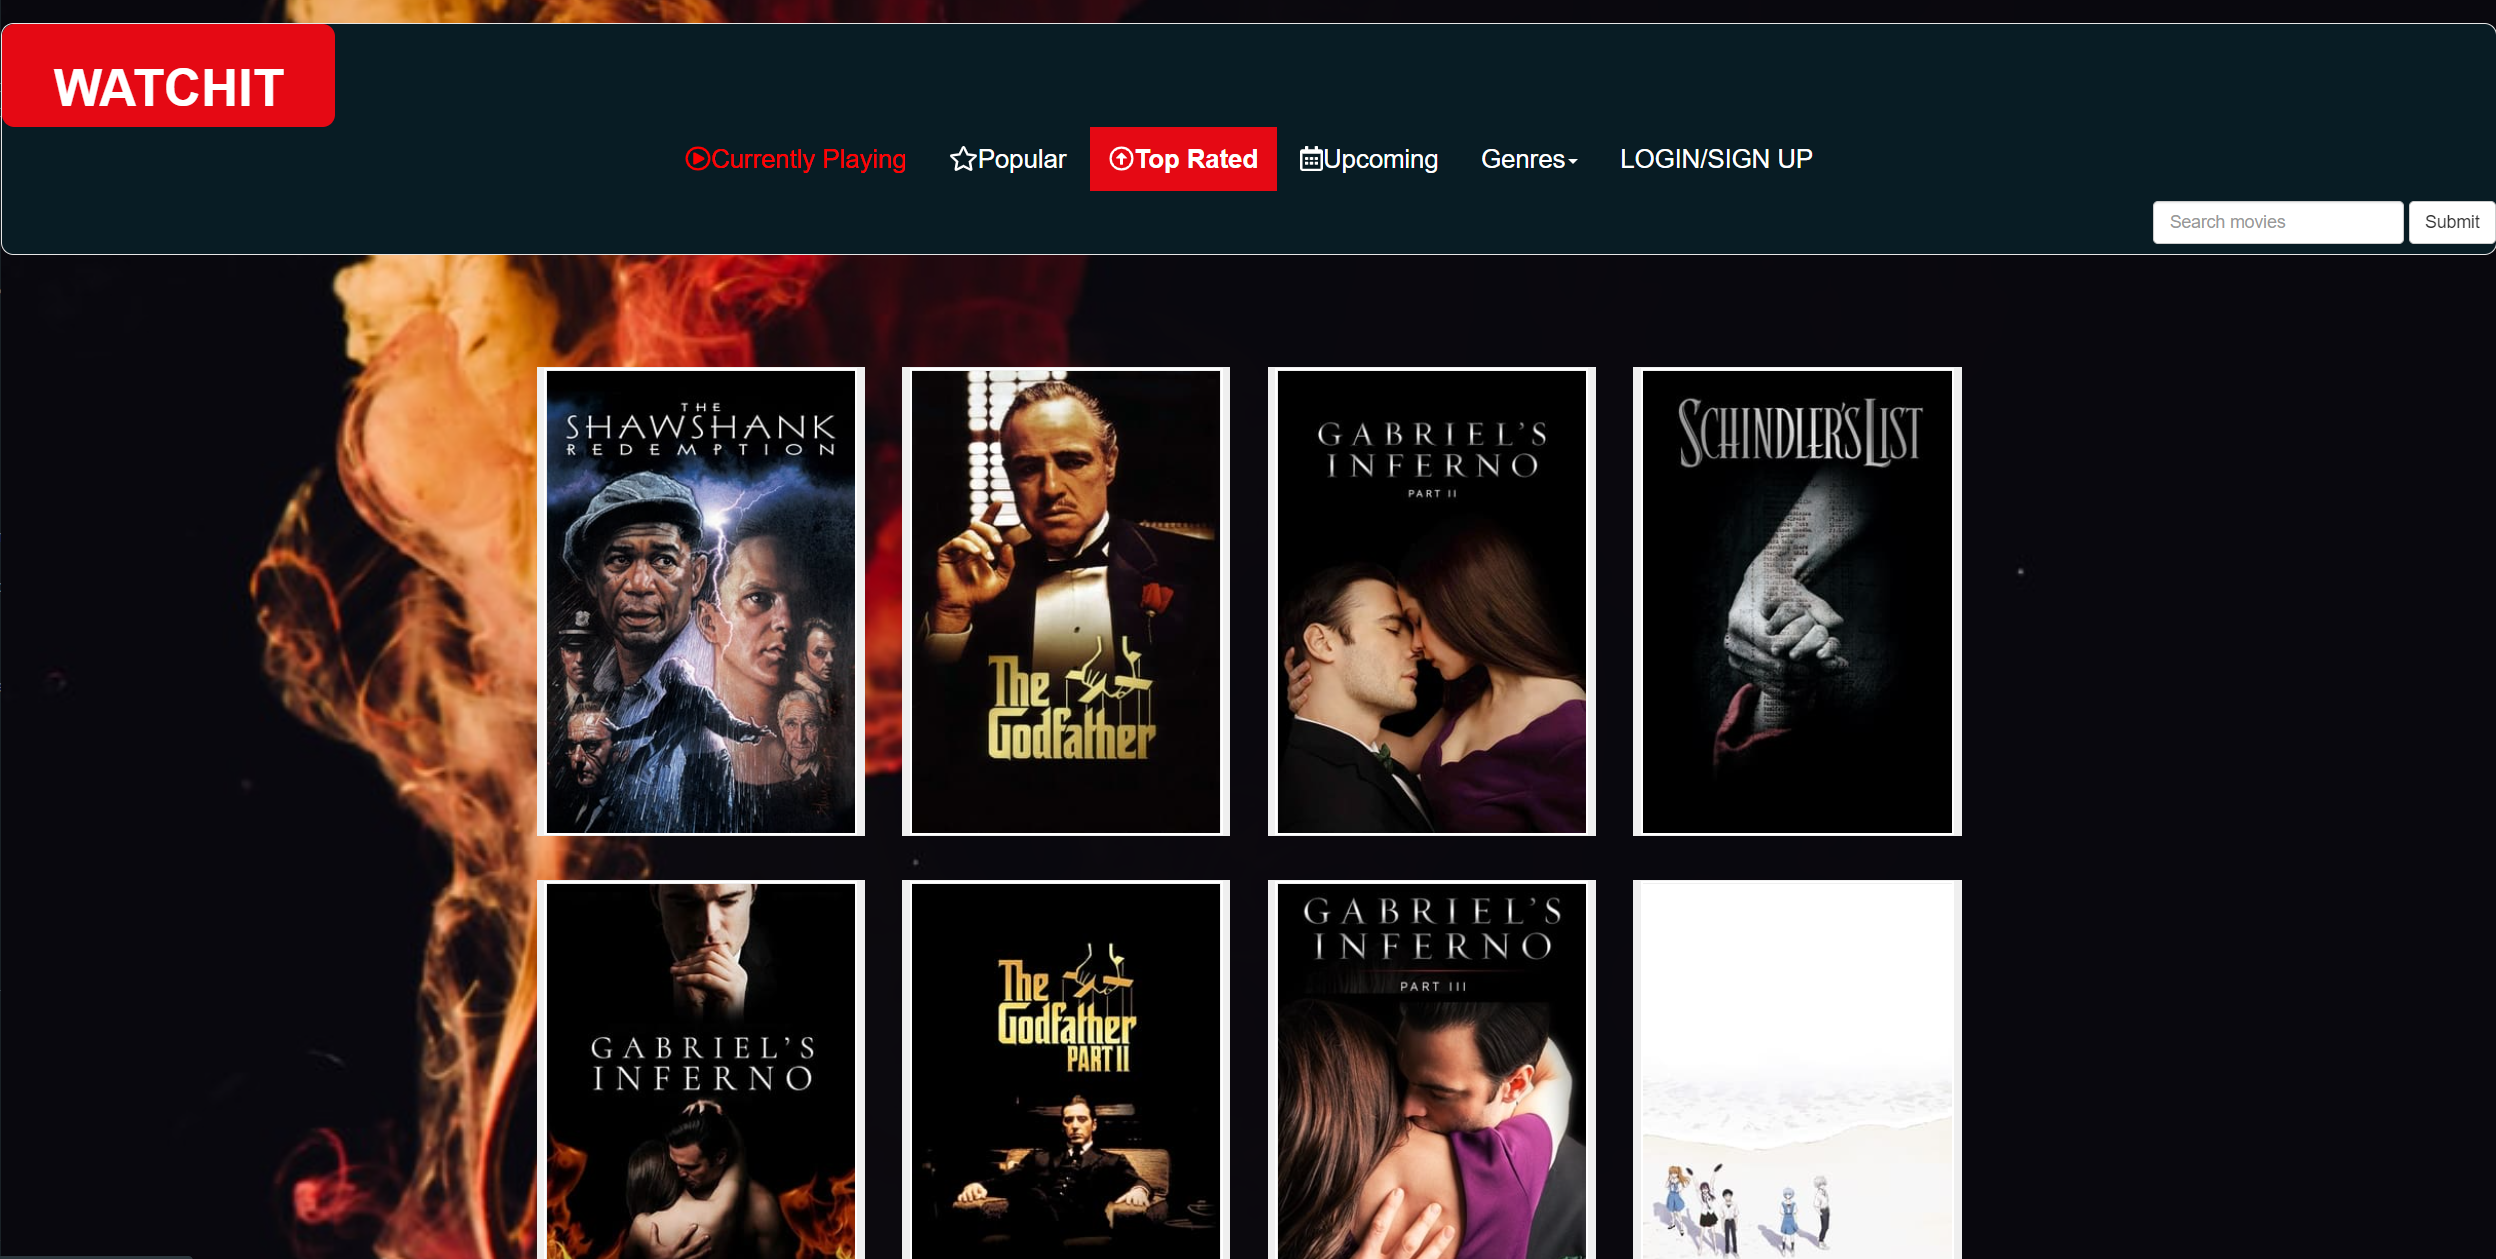 WATCHIT
Currently Playing
Popular
Top Rated
Upcoming
Genres
LOGIN/SIGN UP
Search movies
Submit
THE
SHAWSHANK
REDEMPTION
The
Godfather
GABRIEL'S
INFERNO
PART II
SCHINDLER'S LIST
GABRIEL'S
INFERNO
The
Godfather
PART II
GABRIEL'S
INFERNO
PART III